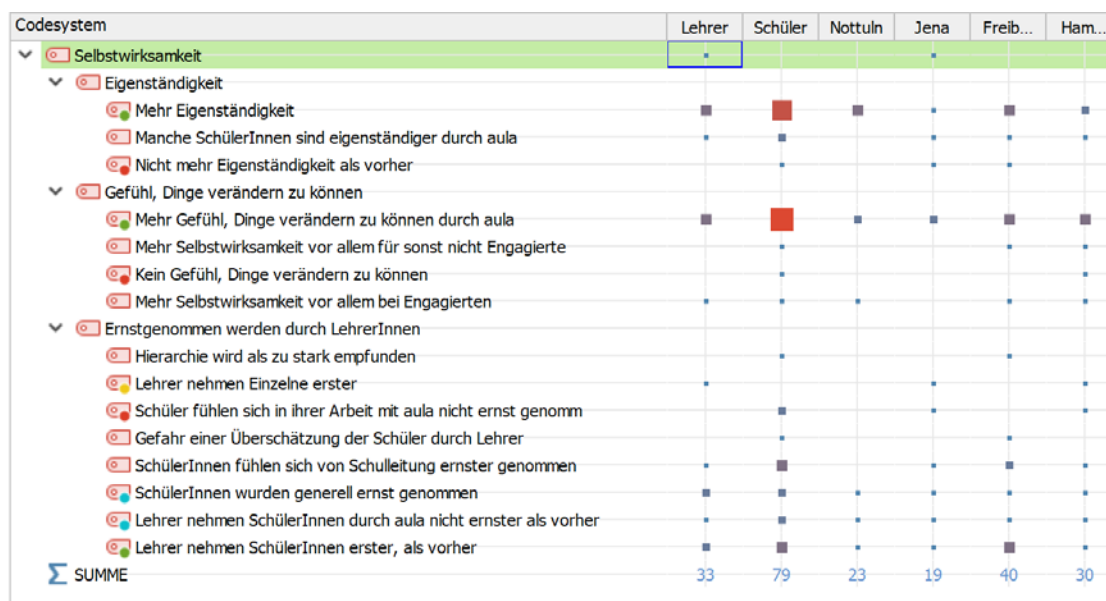 Codesystem Lehrer Schüler Nottuln Jena Freib... Ham...
Selbstwirksamkeit
Eigenständigkeit
Mehr Eigenständigkeit
Manche SchülerInnen sind eigenständiger durch aula
Nicht mehr Eigenständigkeit als vorher
Gefühl, Dinge verändern zu können
Mehr Gefühl, Dinge verändern zu können durch aula
Mehr Selbstwirksamkeit vor allem für sonst nicht Engagierte
Kein Gefühl, Dinge verändern zu können
Mehr Selbstwirksamkeit vor allem bei Engagierten
Ernstgenommen werden durch LehrerInnen
Hierarchie wird als zu stark empfunden
Lehrer nehmen Einzelne erster
Schüler fühlen sich in ihrer Arbeit mit aula nicht ernst genomm
Gefahr einer Überschätzung der Schüler durch Lehrer
SchülerInnen fühlen sich von Schulleitung ernster genommen
SchülerInnen wurden generell ernst genommen
Lehrer nehmen SchülerInnen durch aula nicht ernster als vorher
Lehrer nehmen SchülerInnen erster, als vorher
Σ SUMME 33 79 23 19 40 30